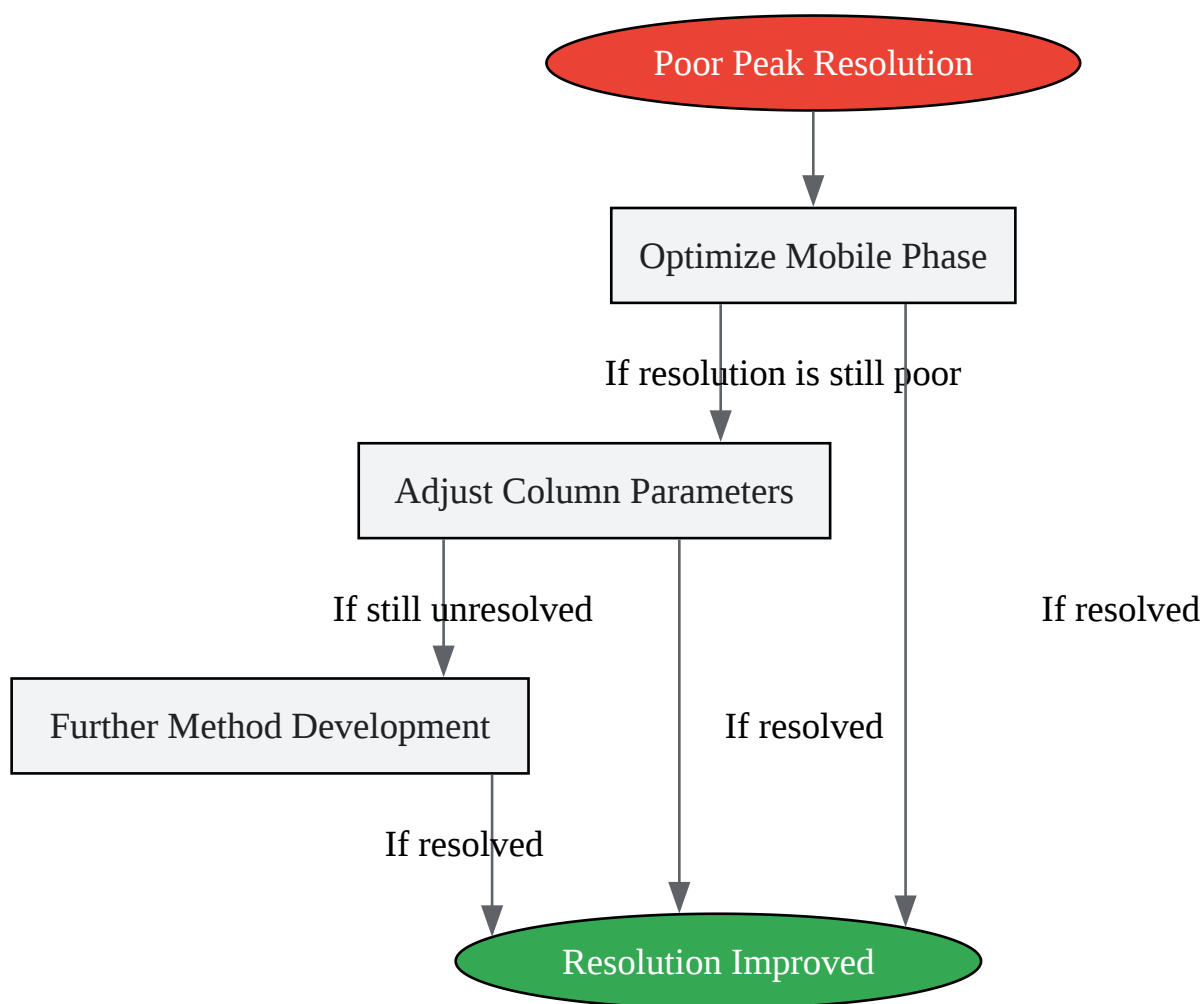 Poor Peak Resolution
Optimize Mobile Phase
If resolution is still poor
Adjust Column Parameters
If still unresolved
If resolved
Further Method Development
If resolved
If resolved
Resolution Improved